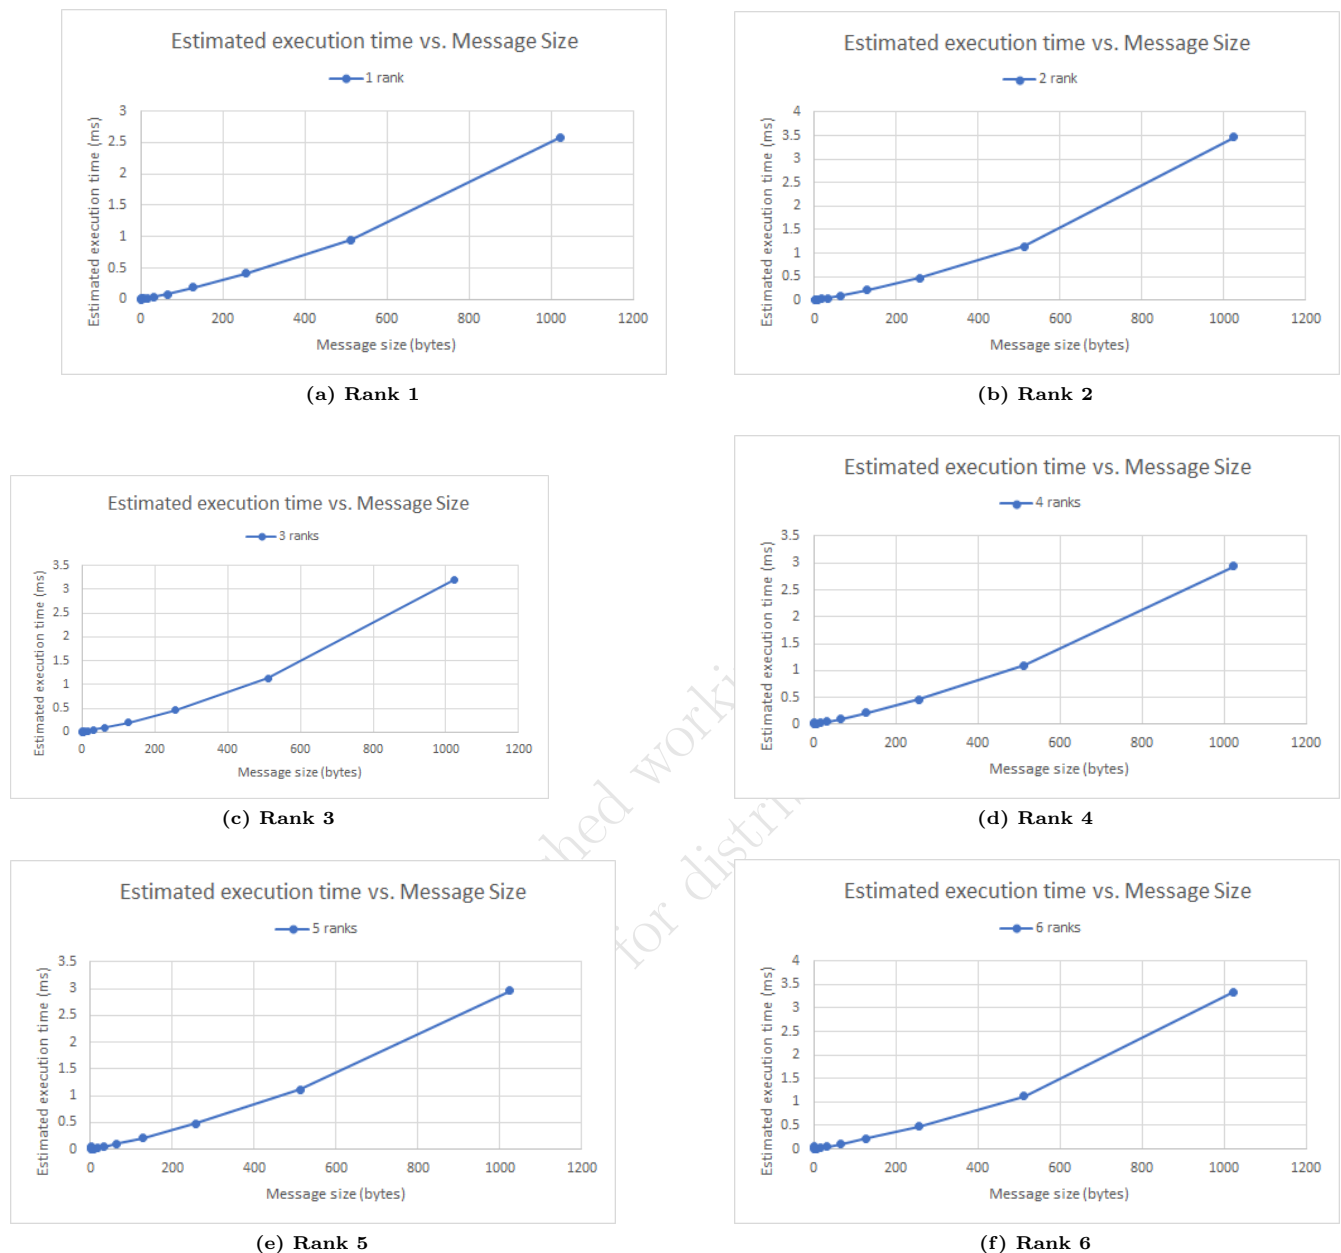 Estimated execution time vs. Message Size
1 rank
Estimated execution time (ms)
3
2.5
2
1.5
1
0.5
0
0 200 400 600 800 1000 1200
Message size (bytes)
(a) Rank 1
Estimated execution time vs. Message Size
2 rank
Estimated execution time (ms)
4
3.5
3
2.5
2
1.5
1
0.5
0
0 200 400 600 800 1000 1200
Message size (bytes)
(b) Rank 2
Estimated execution time vs. Message Size
3 ranks
Estimated execution time (ms)
3.5
3
2.5
2
1.5
1
0.5
0
0 200 400 600 800 1000 1200
Message size (bytes)
(c) Rank 3
Estimated execution time vs. Message Size
4 ranks
Estimated execution time (ms)
3.5
3
2.5
2
1.5
1
0.5
0
0 200 400 600 800 1000 1200
Message size (bytes)
(d) Rank 4
Estimated execution time vs. Message Size
5 ranks
Estimated execution time (ms)
3.5
3
2.5
2
1.5
1
0.5
0
0 200 400 600 800 1000 1200
Message size (bytes)
(e) Rank 5
Estimated execution time vs. Message Size
6 ranks
Estimated execution time (ms)
4
3.5
3
2.5
2
1.5
1
0.5
0
0 200 400 600 800 1000 1200
Message size (bytes)
(f) Rank 6
for